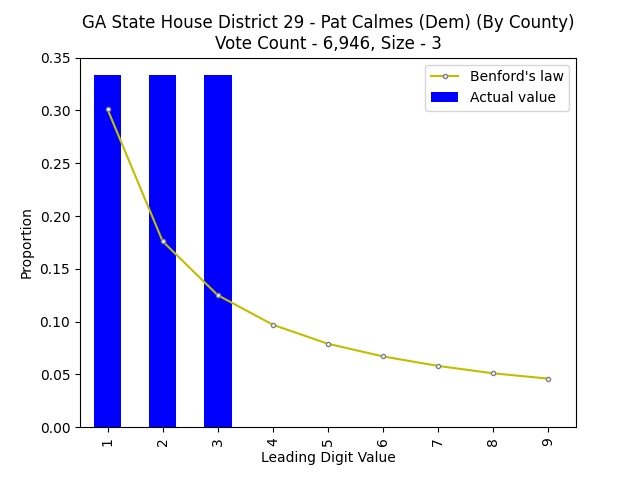 GA State House District 29 - Pat Calmes (Dem) (By County)
Vote Count - 6,946, Size - 3
Benford's law
Actual value
0.35
0.30
0.25
0.20
0.15
0.10
0.05
0.00
Proportion
1 2 3 4 5 6 7 8 9
Leading Digit Value